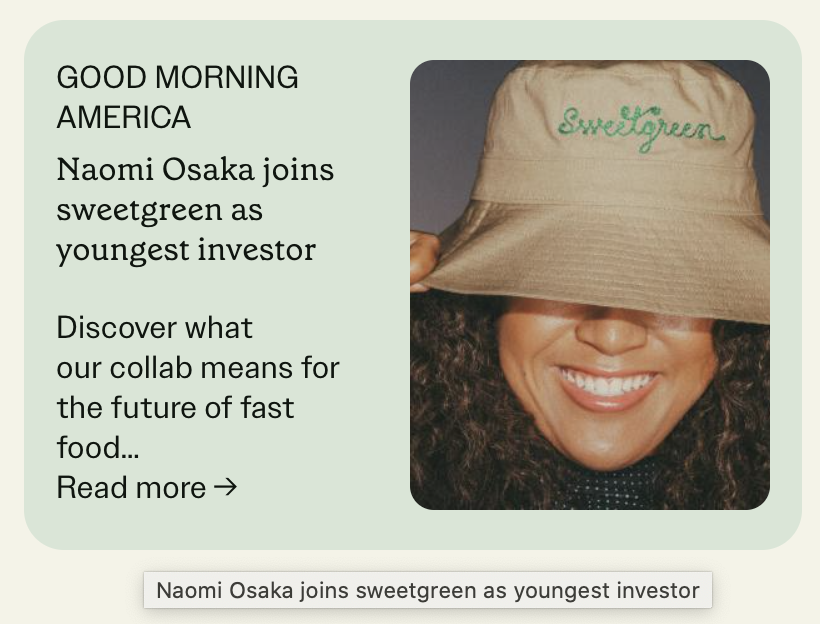 GOOD MORNING
AMERICA
Naomi Osaka joins
sweetgreen as
youngest investor
Discover what
our collab means for
the future of fast
food...
Read more →
Sweetgreen
Naomi Osaka joins sweetgreen as youngest investor